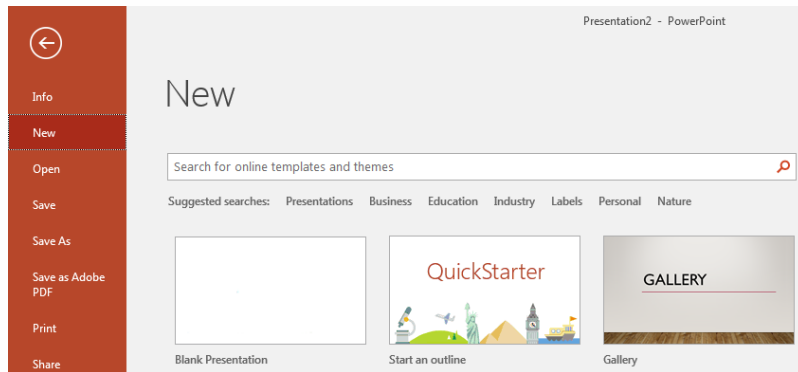 Presentation2 - PowerPoint
Info
New
Open
Save
Save As
Save as Adobe
PDF
Print
Share
New
Search for online templates and themes
Suggested searches: Presentations Business Education Industry Labels Personal Nature
QuickStarter
GALLERY
Blank Presentation
Start an outline
Gallery